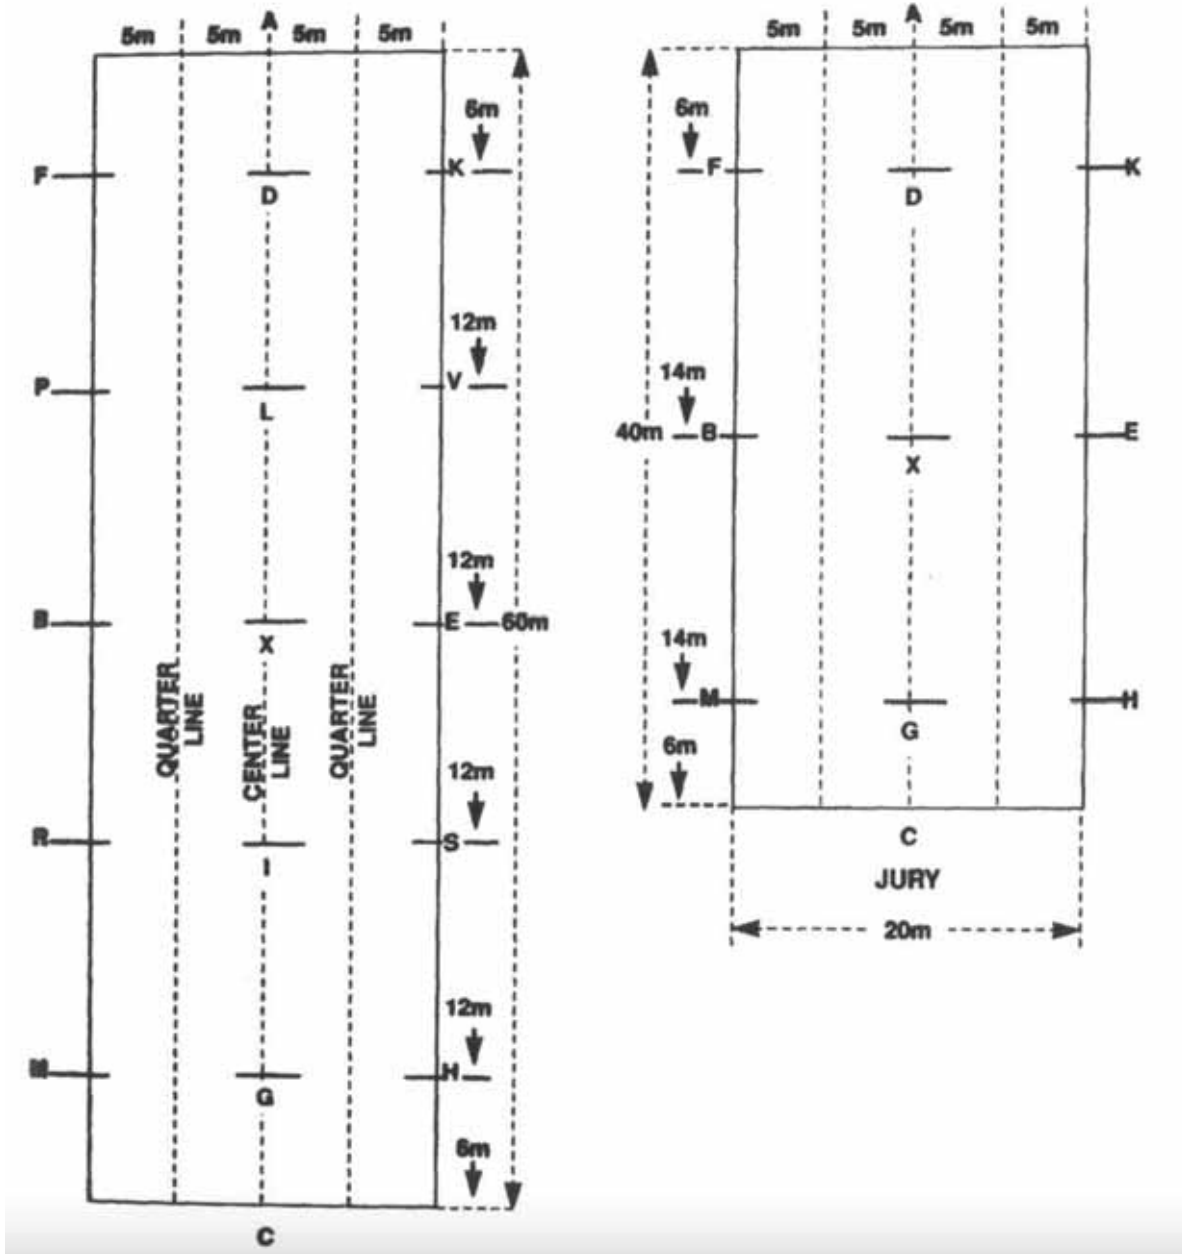 5m 5m A 5m 5m
6m
F K
D
12m
P V
L
12m
B E 60m
X
QUARTER LINE
CENTER LINE
QUARTER LINE
12m
R S
I
12m
M H
G
6m
C
5m 5m A 5m 5m
6m
F K
D
14m
40m B E
X
14m
M H
G
6m
C
JURY
20m